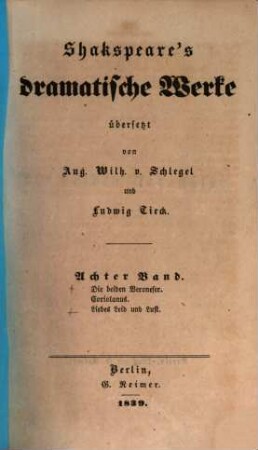 Shakspeare's
dramatische Werke
übersetzt
von
Aug. Wilh. v. Schlegel
und
Ludwig Tieck.
Achter Band.
Die beiden Veroneser.
Coriolanus.
Liebes Leid und Lust.
Berlin,
G. Reimer.
1839.